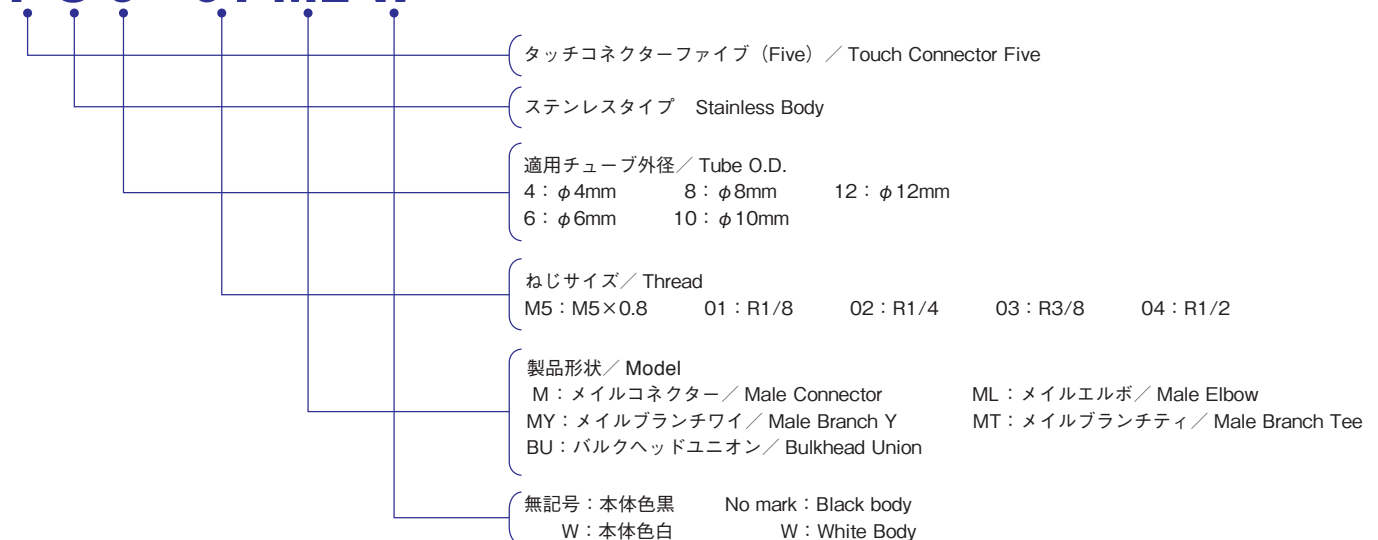 タッチコネクターファイブ（Five）／ Touch Connector Five
ステンレスタイプ　Stainless Body
適用チューブ外径／ Tube O.D.
4：φ4mm　8：φ8mm　12：φ12mm
6：φ6mm　10：φ10mm
ねじサイズ／ Thread
M5：M5×0.8　01：R1/8　02：R1/4　03：R3/8　04：R1/2
製品形状／ Model
M：メイルコネクター／ Male Connector　ML：メイルエルボ／ Male Elbow
MY：メイルブランチワイ／ Male Branch Y　MT：メイルブランチティ／ Male Branch Tee
BU：バルクヘッドユニオン／ Bulkhead Union
無記号：本体色黒　No mark：Black body
W：本体色白　W：White Body